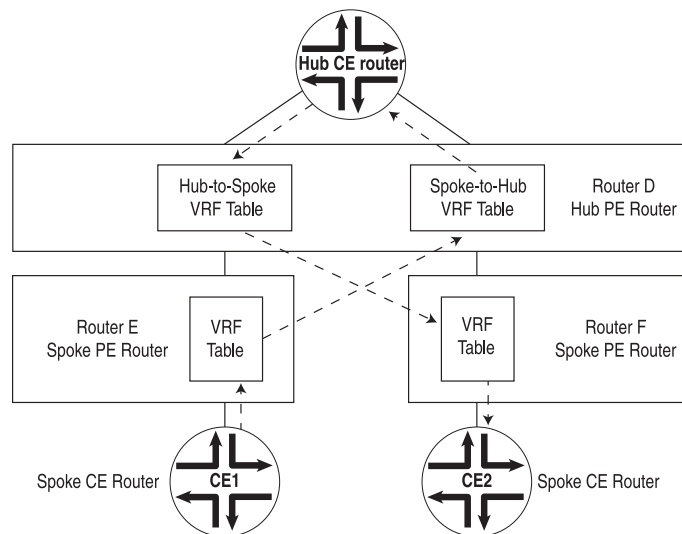 Hub CE router
Hub-to-Spoke
VRF Table
Spoke-to-Hub
VRF Table
Router D
Hub PE Router
Router E
Spoke PE Router
VRF
Table
VRF
Table
Router F
Spoke PE Router
Spoke CE Router
CE1
CE2
Spoke CE Router